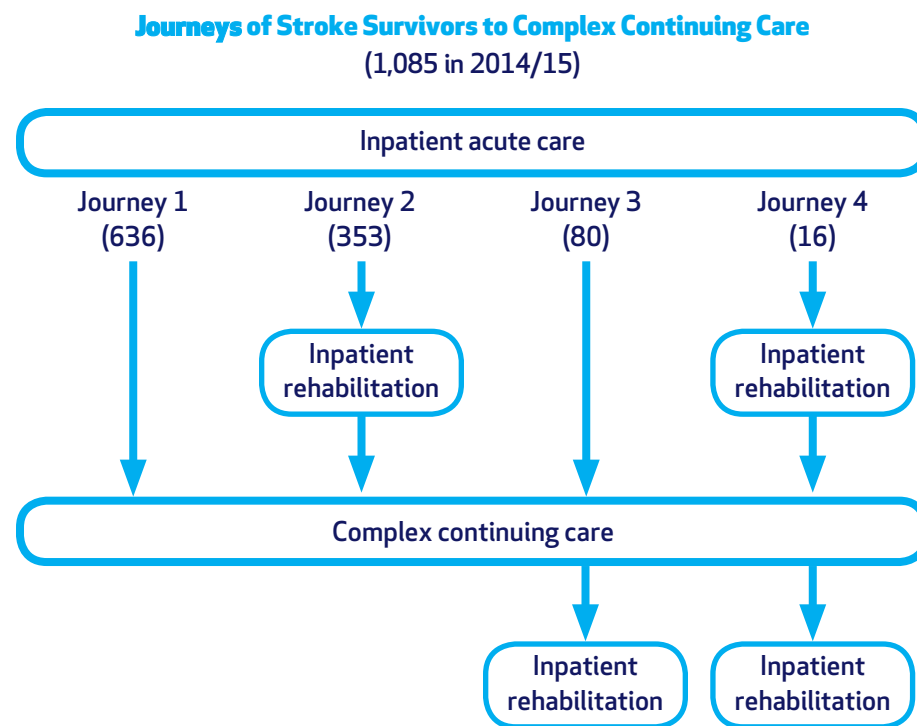 Journeys of Stroke Survivors to Complex Continuing Care
(1,085 in 2014/15)
Inpatient acute care
Journey 1
(636)
Journey 2
(353)
Journey 3
(80)
Journey 4
(16)
Inpatient
rehabilitation
Inpatient
rehabilitation
Complex continuing care
Inpatient
rehabilitation
Inpatient
rehabilitation